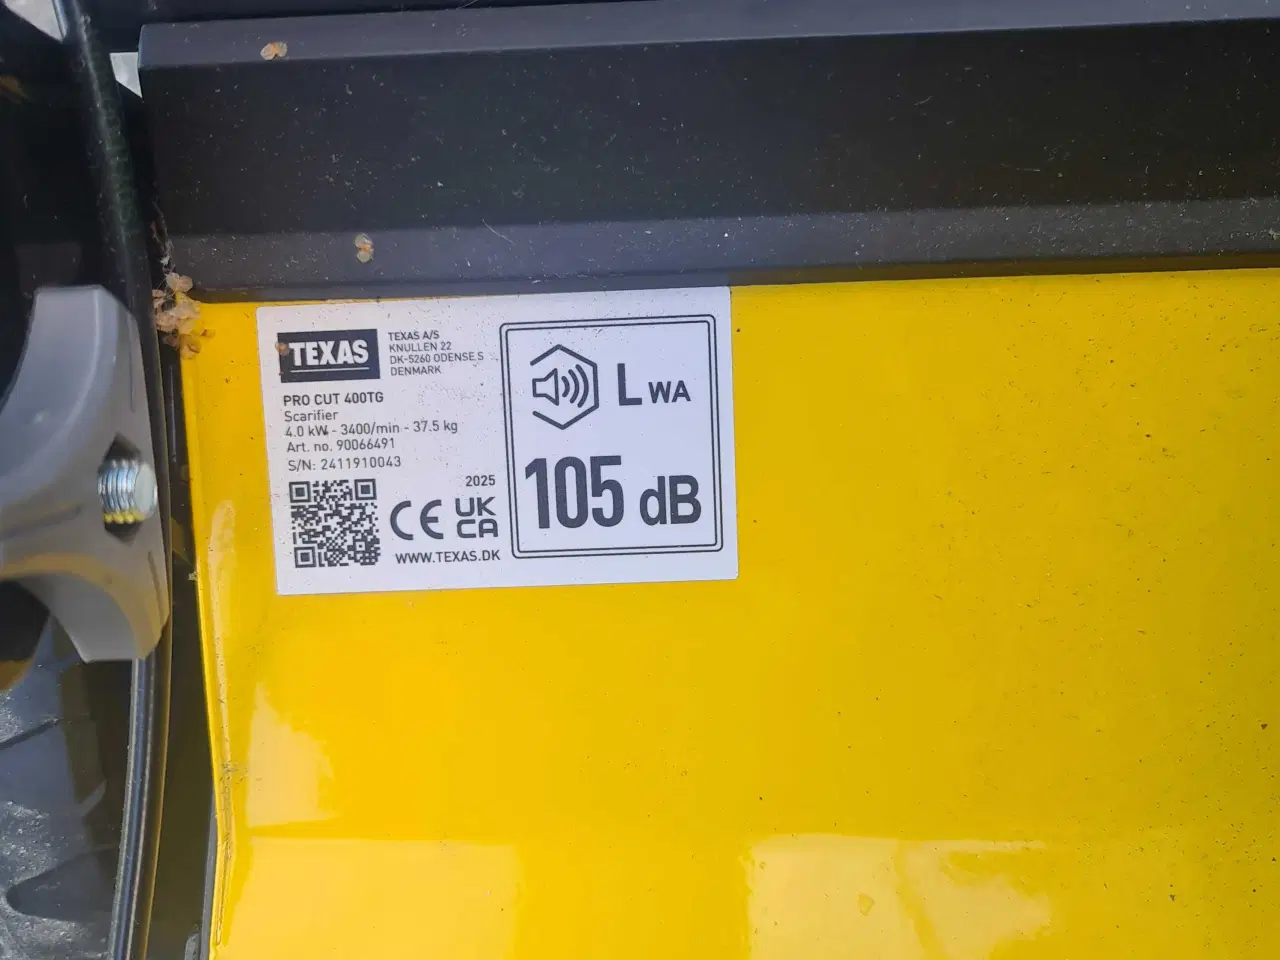 TEXAS
TEXAS A/S
KNULLEN 22
DK-5260 ODENSE S
DENMARK
PRO CUT 400TG
Scarifier
4.0 kW - 3400/min - 37.5 kg
Art. no. 90066491
S/N: 2411910043
2025
CE UK
CA
WWW.TEXAS.DK
LWA
105 dB